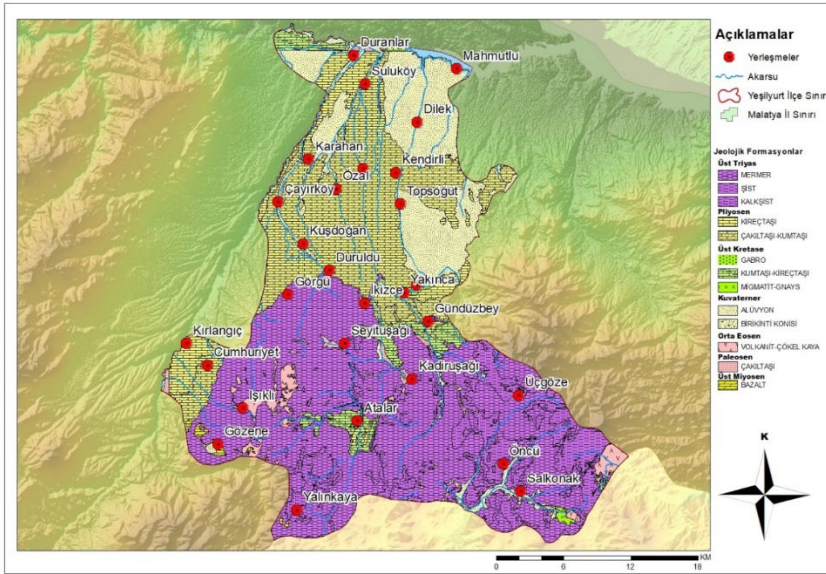 Duranlar
Mahmutlu
Suluköy
Dilek
Karahan
Kendirli
Özal
Çayırköy
Topsöğüt
Kuşdoğan
Duruldu
Yakınca
Görgü
İkizce
Gündüzbey
Kırlangıç
Seyituşağı
Cumhuriyet
Kadiruşağı
Üçgöze
Işıklı
Atalar
Gözene
Öncü
Salkonak
Yalınkaya
Açıklamalar
Yerleşmeler
Akarsu
Yeşilyurt İlçe Sınırı
Malatya İl Sınırı
Jeolojik Formasyonlar
Üst Triyas
MERMER
ŞİST
KALKŞİST
Pliyosen
KİREÇTAŞI
ÇAKILTAŞI-KUMTAŞI
Üst Kretase
GABRO
KUMTAŞI-KİREÇTAŞI
MİGMATİT-GNAYS
Kuvaterner
ALÜVYON
BİRİKİNTİ KONİSİ
Orta Eosen
VOLKANİT-ÇÖKEL KAYA
Paleosen
ÇAKILTAŞI
Üst Miyosen
BAZALT
K
KM
0 6 12 18